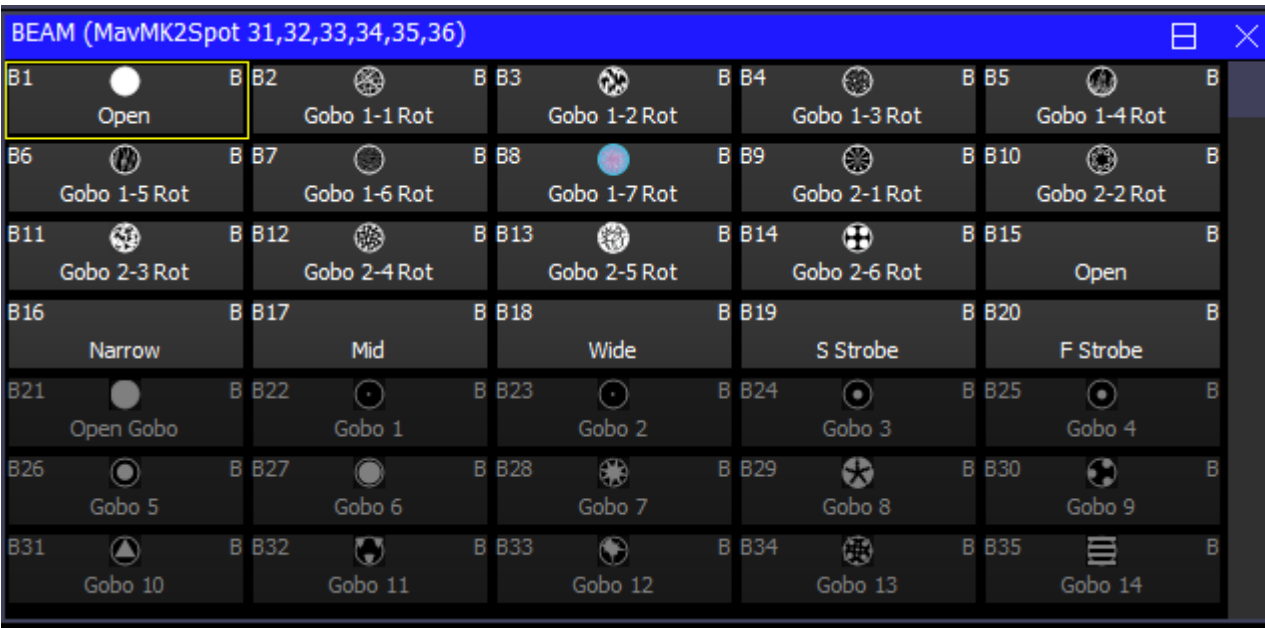 BEAM (MavMK2Spot 31,32,33,34,35,36)
B1 B B2 B B3 B B4 B B5 B
Open Gobo 1-1 Rot Gobo 1-2 Rot Gobo 1-3 Rot Gobo 1-4 Rot
B6 B B7 B B8 B B9 B B10 B
Gobo 1-5 Rot Gobo 1-6 Rot Gobo 1-7 Rot Gobo 2-1 Rot Gobo 2-2 Rot
B11 B B12 B B13 B B14 B B15 B
Gobo 2-3 Rot Gobo 2-4 Rot Gobo 2-5 Rot Gobo 2-6 Rot Open
B16 B B17 B B18 B B19 B B20 B
Narrow Mid Wide S Strobe F Strobe
B21 B B22 B B23 B B24 B B25 B
Open Gobo Gobo 1 Gobo 2 Gobo 3 Gobo 4
B26 B B27 B B28 B B29 B B30 B
Gobo 5 Gobo 6 Gobo 7 Gobo 8 Gobo 9
B31 B B32 B B33 B B34 B B35 B
Gobo 10 Gobo 11 Gobo 12 Gobo 13 Gobo 14